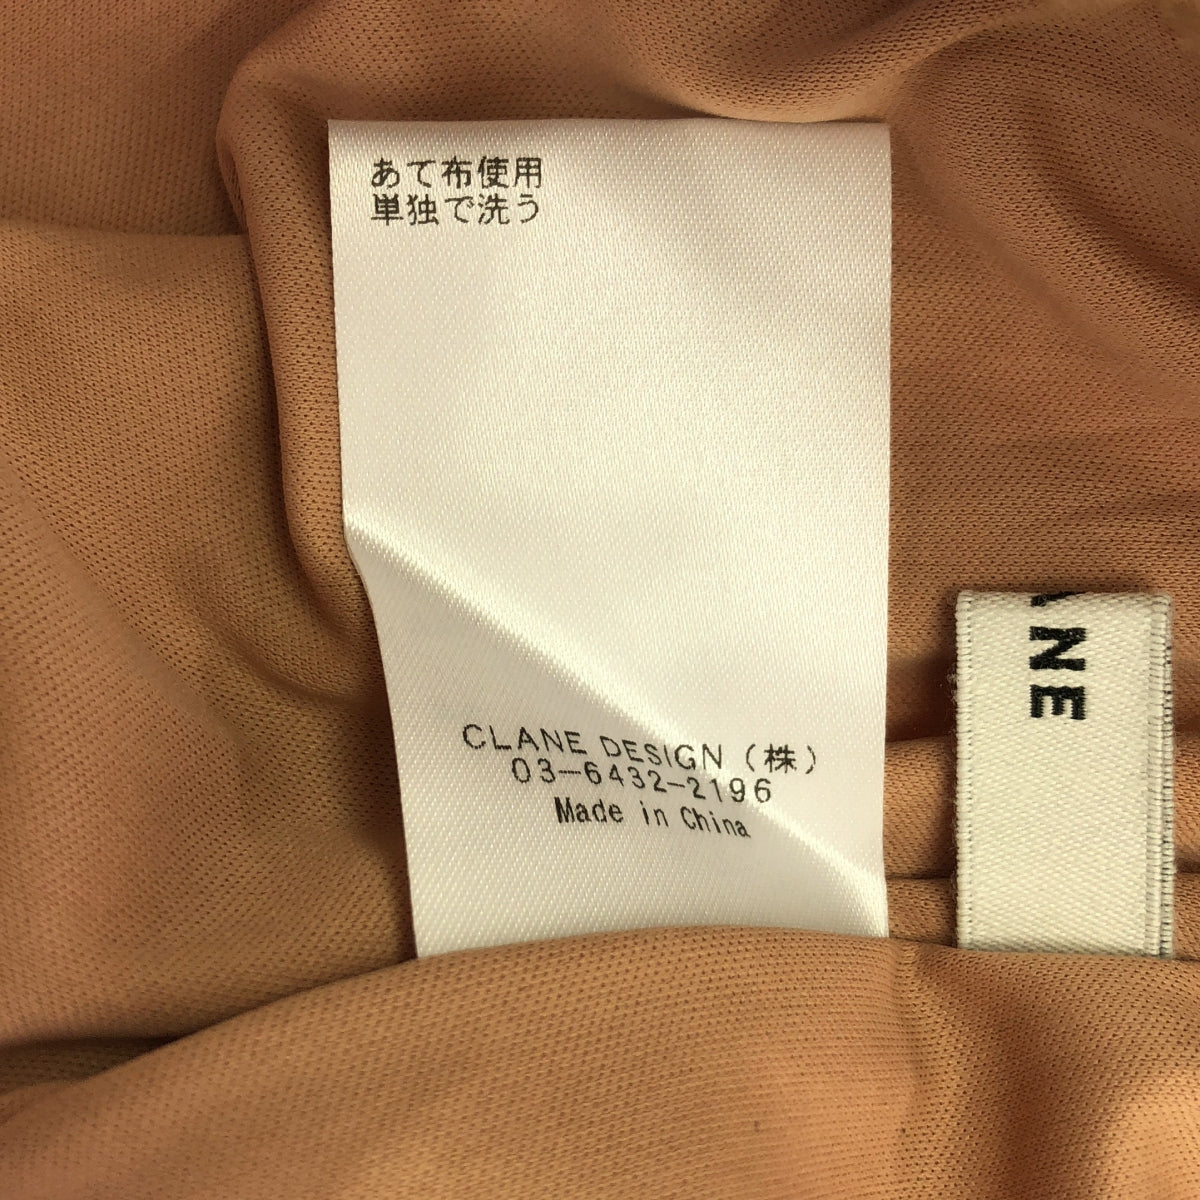 あて布使用
単独で洗う
CLANE DESIGN（株）
03-6432-2196
Made in China
ANE